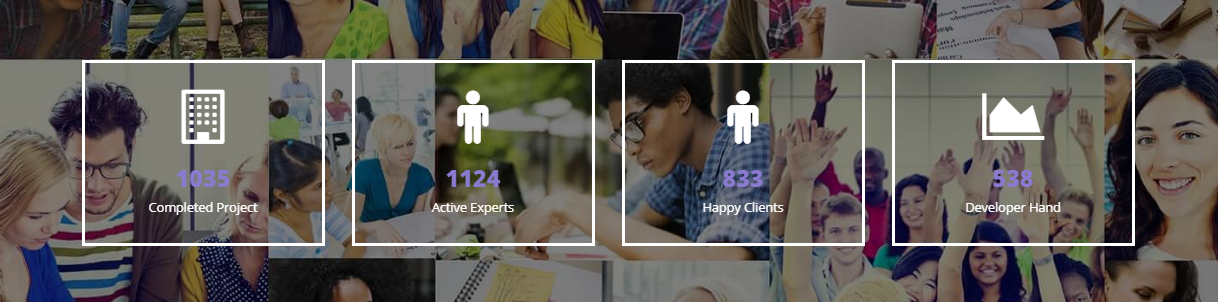 1035
Completed Project
1124
Active Experts
833
Happy Clients
538
Developer Hand